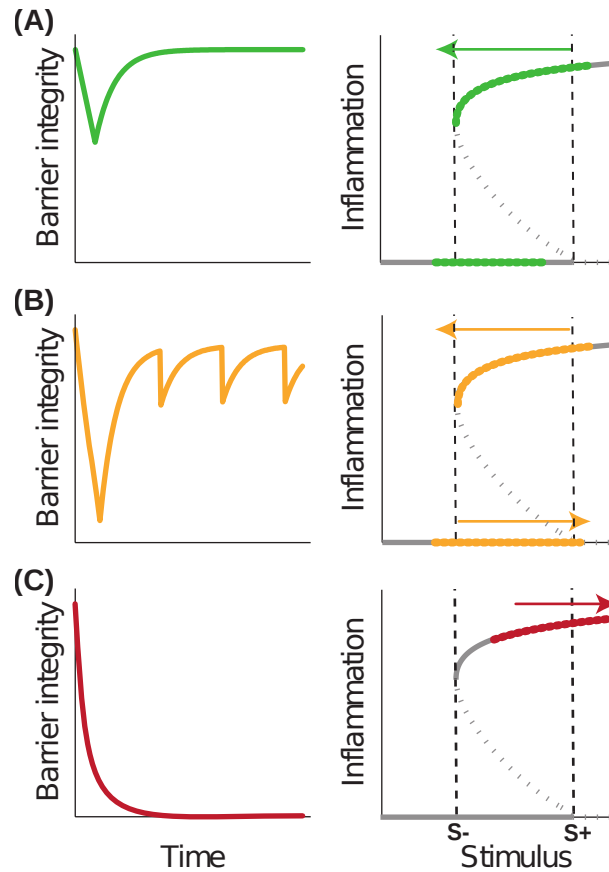 (A)
Barrier integrity
Inflammation
(B)
Barrier integrity
Inflammation
(C)
Barrier integrity
Inflammation
S- S+
Time Stimulus